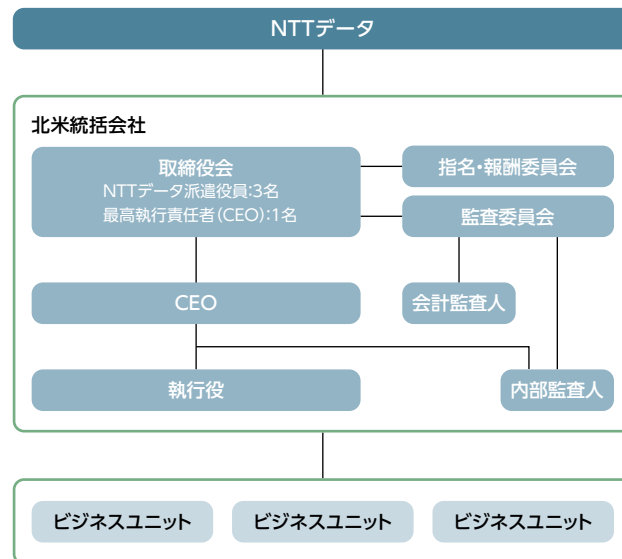 NTTデータ
北米統括会社
取締役会
NTTデータ派遣役員:3名
最高執行責任者(CEO):1名
指名・報酬委員会
監査委員会
CEO
会計監査人
執行役
内部監査人
ビジネスユニット
ビジネスユニット
ビジネスユニット